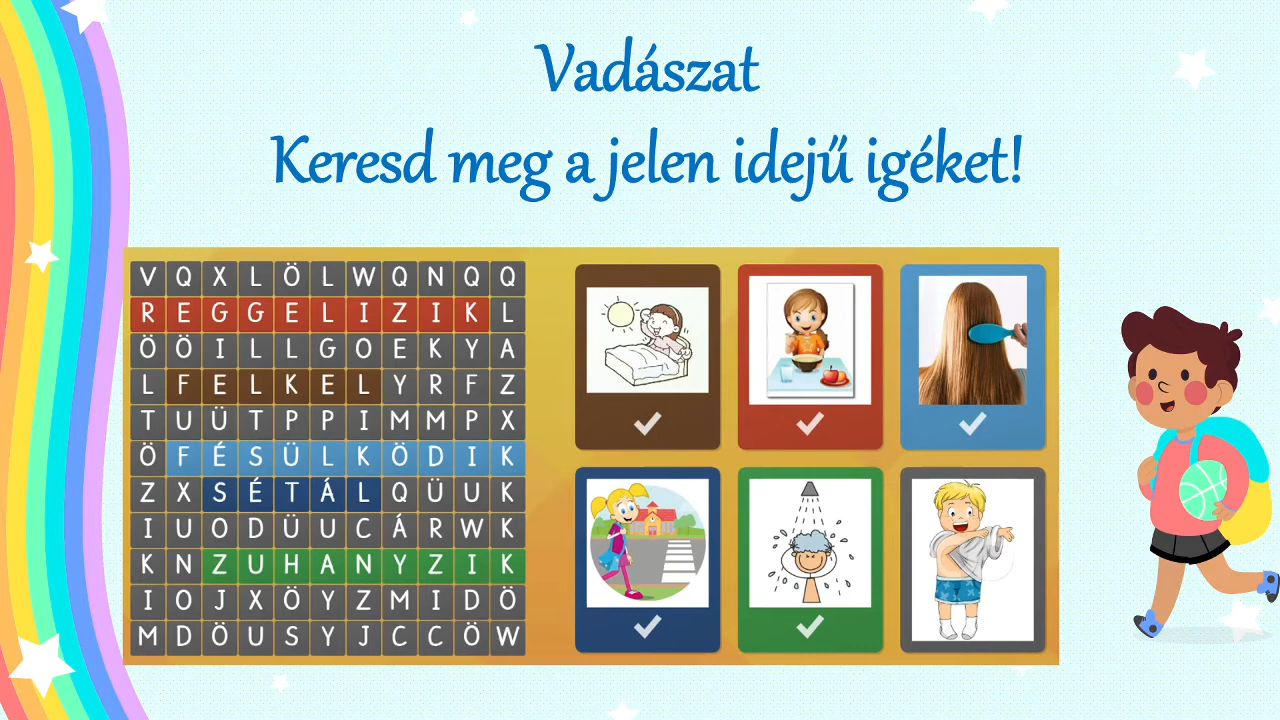 Vadászat
Keresd meg a jelen idejű igéket!
V Q X L Ö L W Q N Q Q
R E G G E L I Z I K L
Ö Ö I L L G O E K Y A
L F E L K E L Y R F Z
T U Ü T P P I M M P X
Ö F É S Ü L K Ö D I K
Z X S É T Á L Q Ü U K
I U O D Ü U C Á R W K
K N Z U H A N Y Z I K
I O J X Ö Y Z M I D Ö
M D Ö U S Y J C C Ö W